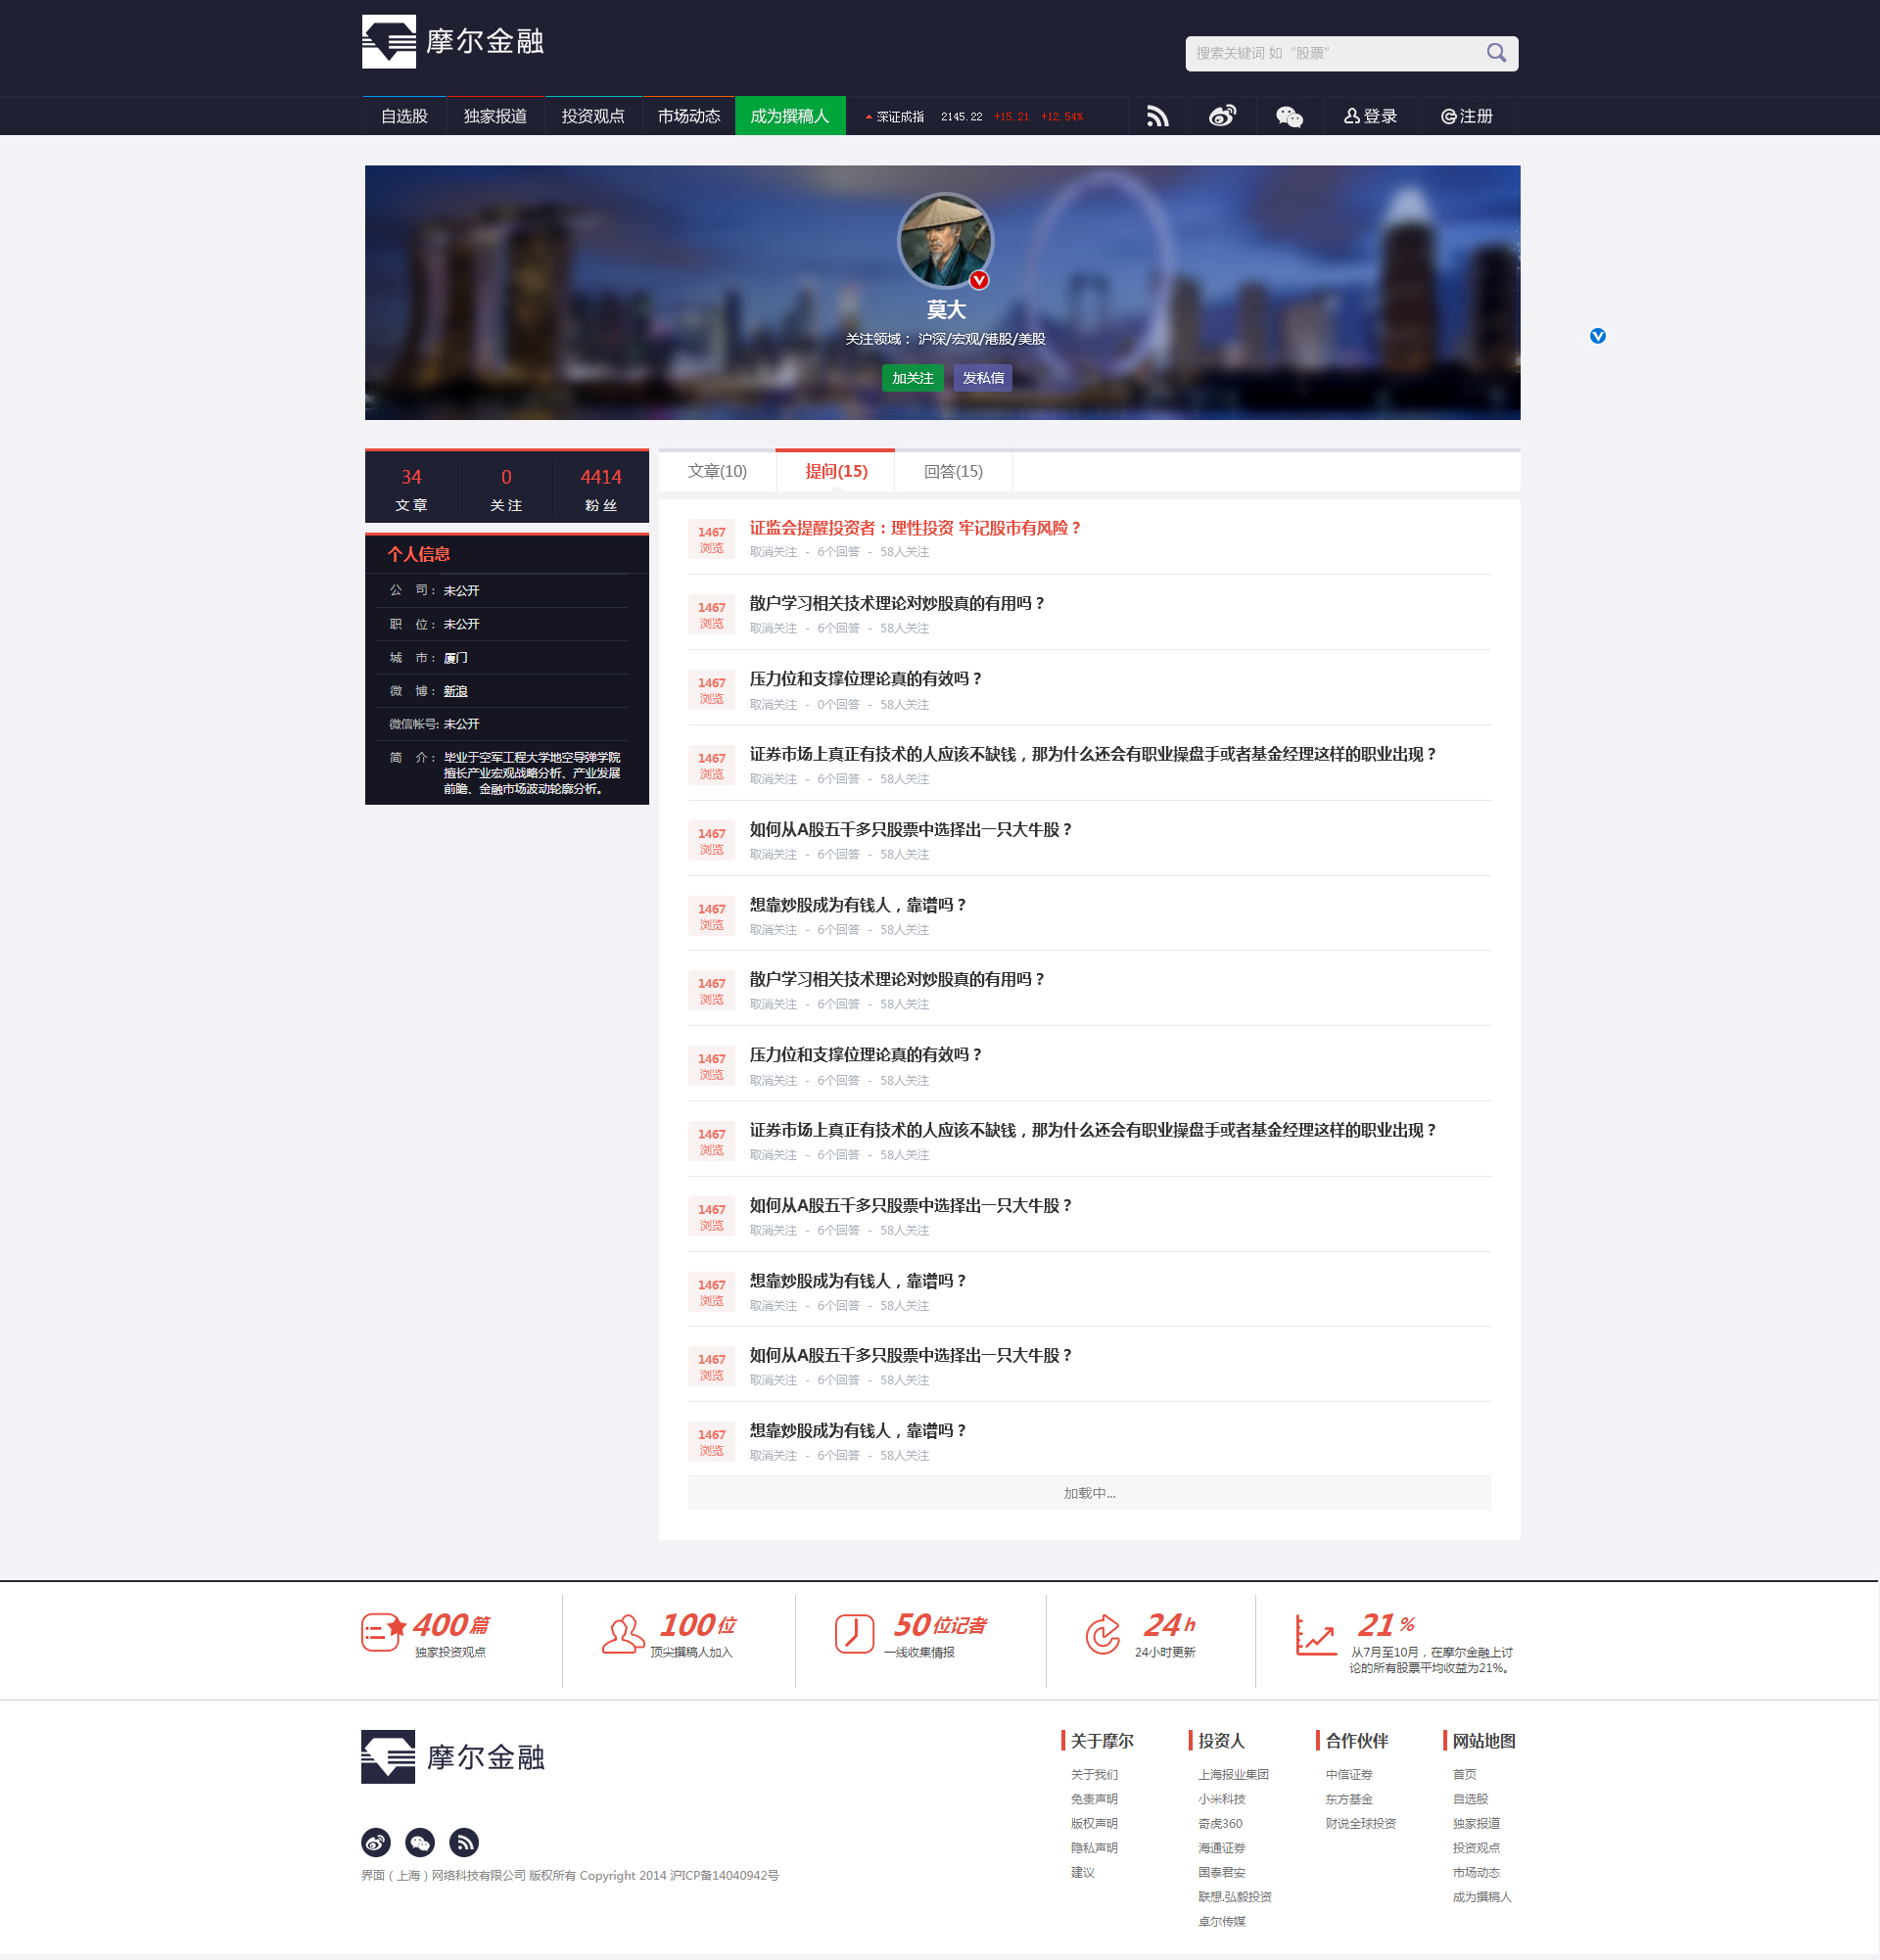 摩尔金融
搜索关键词 如“股票”
自选股 独家报道 投资观点 市场动态 成为撰稿人 深证成指 2145.22 +15.21 +12.54% 登录 注册
莫大
关注领域： 沪深/宏观/港股/美股
加关注 发私信
34 0 4414
文 章 关 注 粉 丝
个人信息
公 司： 未公开
职 位： 未公开
城 市： 厦门
微 博： 新浪
微信帐号: 未公开
简 介： 毕业于空军工程大学地空导弹学院
擅长产业宏观战略分析、产业发展
前瞻、金融市场波动轮廓分析。
文章(10) 提问(15) 回答(15)
1467 证监会提醒投资者：理性投资 牢记股市有风险？
浏览 取消关注 - 6个回答 - 58人关注
1467 散户学习相关技术理论对炒股真的有用吗？
浏览 取消关注 - 6个回答 - 58人关注
1467 压力位和支撑位理论真的有效吗？
浏览 取消关注 - 0个回答 - 58人关注
1467 证券市场上真正有技术的人应该不缺钱，那为什么还会有职业操盘手或者基金经理这样的职业出现？
浏览 取消关注 - 6个回答 - 58人关注
1467 如何从A股五千多只股票中选择出一只大牛股？
浏览 取消关注 - 6个回答 - 58人关注
1467 想靠炒股成为有钱人，靠谱吗？
浏览 取消关注 - 6个回答 - 58人关注
1467 散户学习相关技术理论对炒股真的有用吗？
浏览 取消关注 - 6个回答 - 58人关注
1467 压力位和支撑位理论真的有效吗？
浏览 取消关注 - 6个回答 - 58人关注
1467 证券市场上真正有技术的人应该不缺钱，那为什么还会有职业操盘手或者基金经理这样的职业出现？
浏览 取消关注 - 6个回答 - 58人关注
1467 如何从A股五千多只股票中选择出一只大牛股？
浏览 取消关注 - 6个回答 - 58人关注
1467 想靠炒股成为有钱人，靠谱吗？
浏览 取消关注 - 6个回答 - 58人关注
1467 如何从A股五千多只股票中选择出一只大牛股？
浏览 取消关注 - 6个回答 - 58人关注
1467 想靠炒股成为有钱人，靠谱吗？
浏览 取消关注 - 6个回答 - 58人关注
加载中...
400篇
独家投资观点
100位
顶尖撰稿人加入
50位记者
一线收集情报
24h
24小时更新
21%
从7月至10月，在摩尔金融上讨
论的所有股票平均收益为21%。
摩尔金融
界面（上海）网络科技有限公司 版权所有 Copyright 2014 沪ICP备14040942号
关于摩尔
关于我们
免责声明
版权声明
隐私声明
建议
投资人
上海报业集团
小米科技
奇虎360
海通证券
国泰君安
联想.弘毅投资
卓尔传媒
合作伙伴
中信证券
东方基金
财说全球投资
网站地图
首页
自选股
独家报道
投资观点
市场动态
成为撰稿人